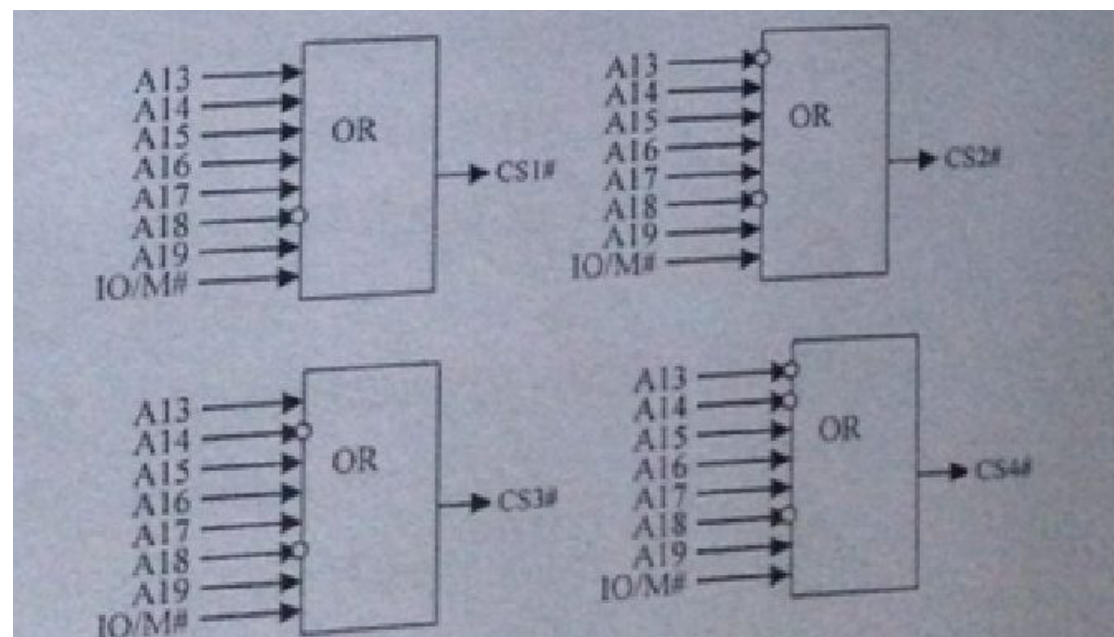 A13
A14
A15
A16
A17
A18
A19
IO/M#
OR
CS1#
A13
A14
A15
A16
A17
A18
A19
IO/M#
OR
CS2#
A13
A14
A15
A16
A17
A18
A19
IO/M#
OR
CS3#
A13
A14
A15
A16
A17
A18
A19
IO/M#
OR
CS4#